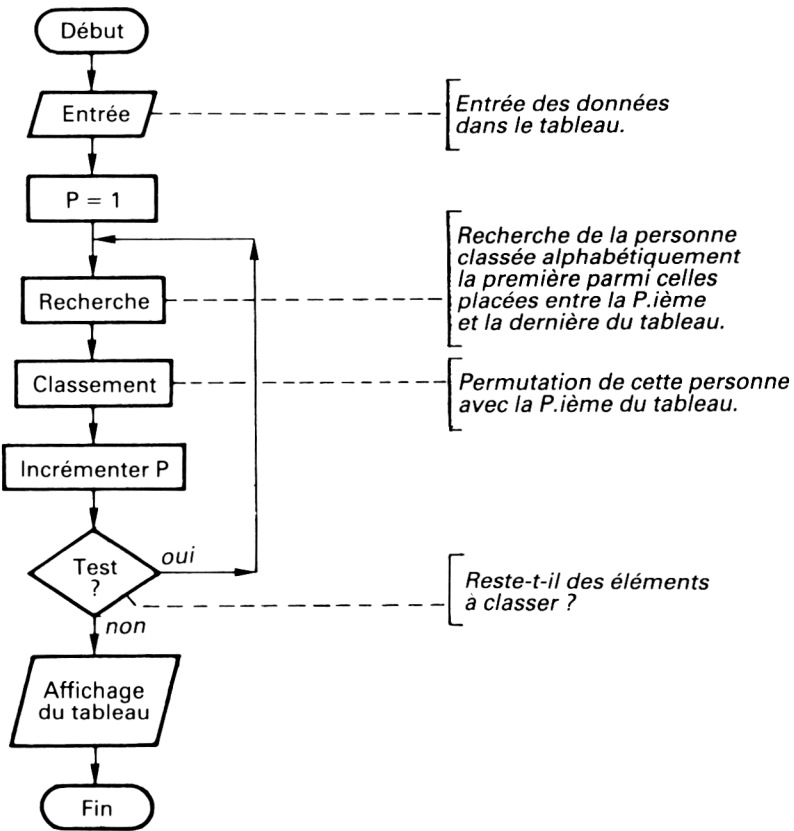 Début
Entrée
Entrée des données
dans le tableau.
P = 1
Recherche
Recherche de la personne
classée alphabétiquement
la première parmi celles
placées entre la P.ième
et la dernière du tableau.
Classement
Permutation de cette personne
avec la P.ième du tableau.
Incrémenter P
Test
?
oui
non
Reste-t-il des éléments
à classer ?
Affichage
du tableau
Fin